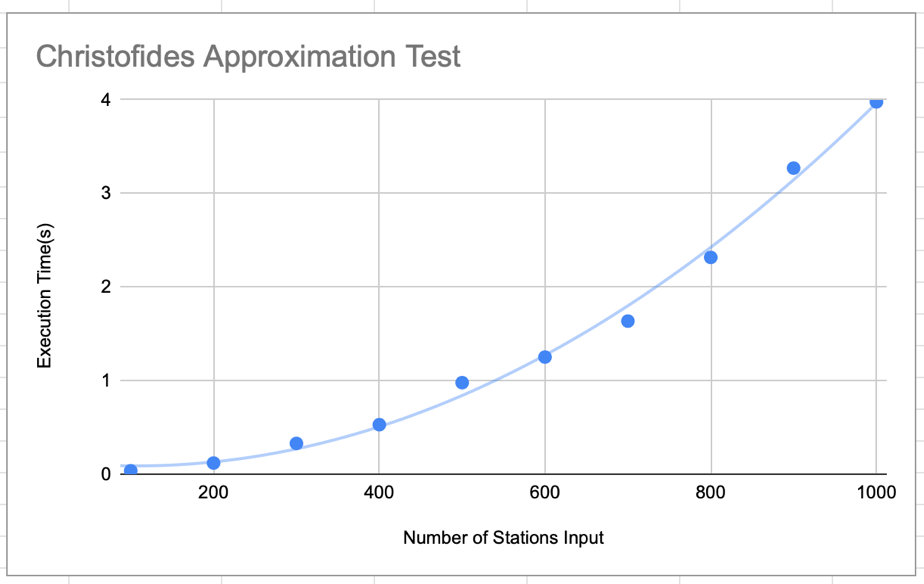 Christofides Approximation Test
4
3
2
1
0
Execution Time(s)
200 400 600 800 1000
Number of Stations Input